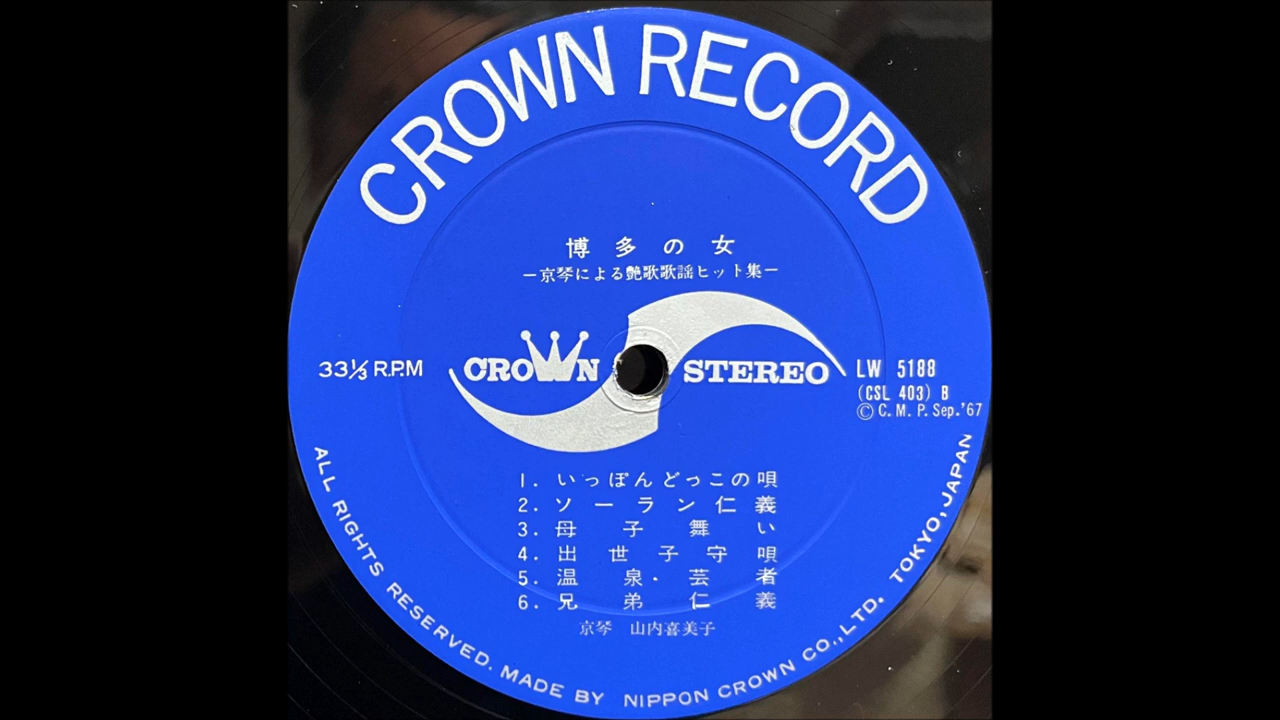 CROWN RECORD
博多の女
ー京琴による艶歌歌謡ヒット集ー
33⅓ R.P.M
CROWN STEREO
LW 5188
(CSL 403) B
Ⓒ C. M. P. Sep.'67
1. いっぽんどっこの唄
2. ソーラン仁義
3. 母子舞い
4. 出世子守唄
5. 温泉・芸者
6. 兄弟仁義
京琴 山内喜美子
ALL RIGHTS RESERVED. MADE BY NIPPON CROWN CO.,LTD. TOKYO, JAPAN